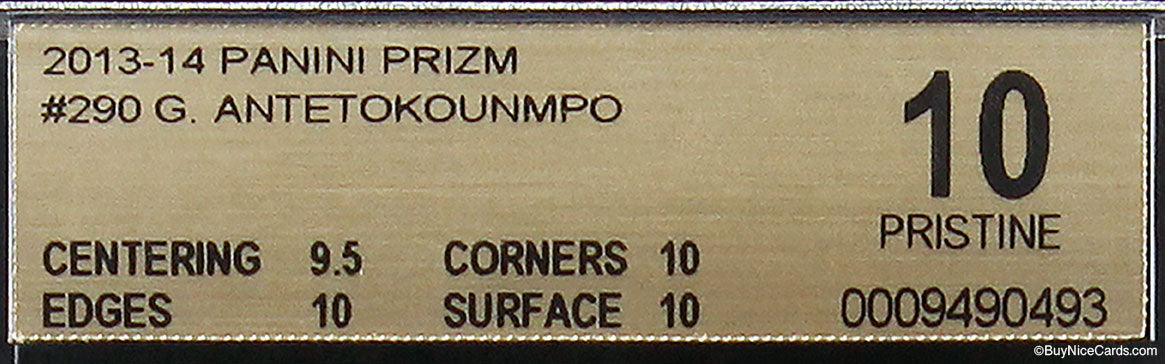 2013-14 PANINI PRIZM
#290 G. ANTETOKOUNMPO
10
PRISTINE
CENTERING 9.5 CORNERS 10
EDGES 10 SURFACE 10
0009490493
©BuyNiceCards.com